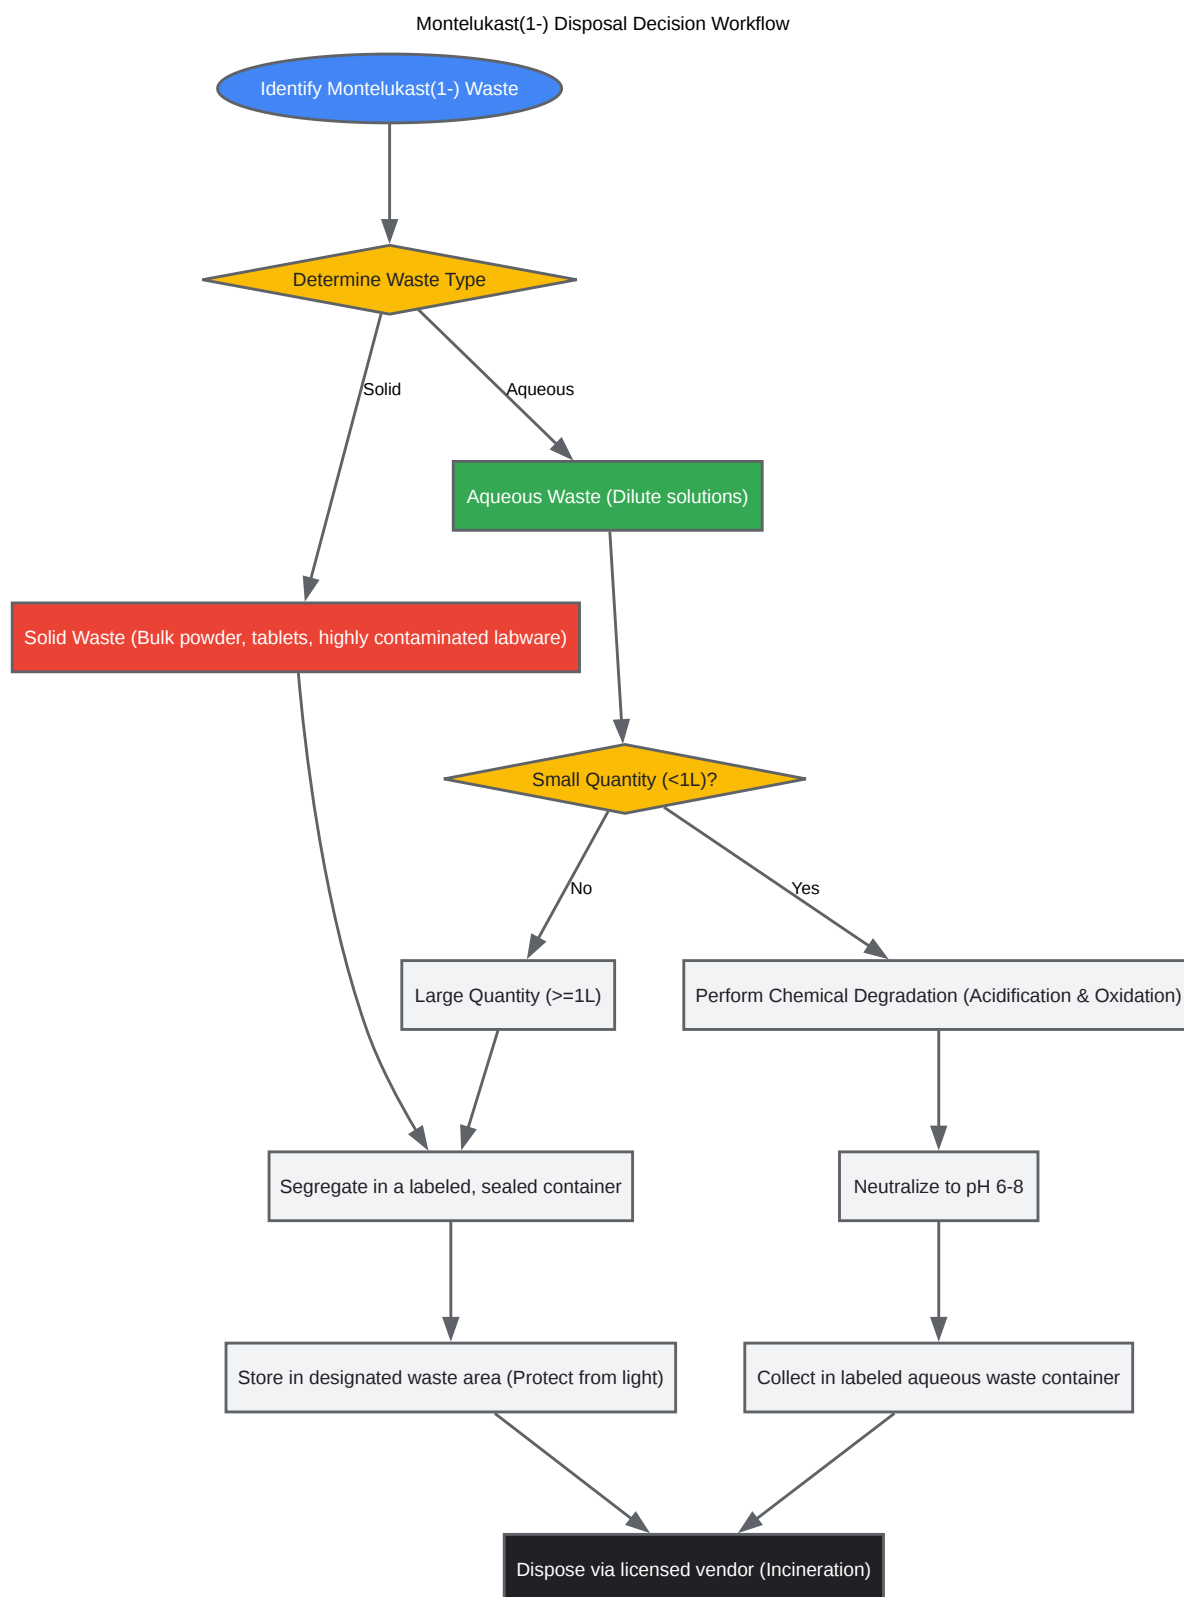 Montelukast(1-) Disposal Decision Workflow
Identify Montelukast(1-) Waste
Determine Waste Type
Solid
Aqueous
Aqueous Waste (Dilute solutions)
Solid Waste (Bulk powder, tablets, highly contaminated labware)
Small Quantity (<1L)?
No
Yes
Large Quantity (>=1L)
Perform Chemical Degradation (Acidification & Oxidation)
Segregate in a labeled, sealed container
Neutralize to pH 6-8
Store in designated waste area (Protect from light)
Collect in labeled aqueous waste container
Dispose via licensed vendor (Incineration)